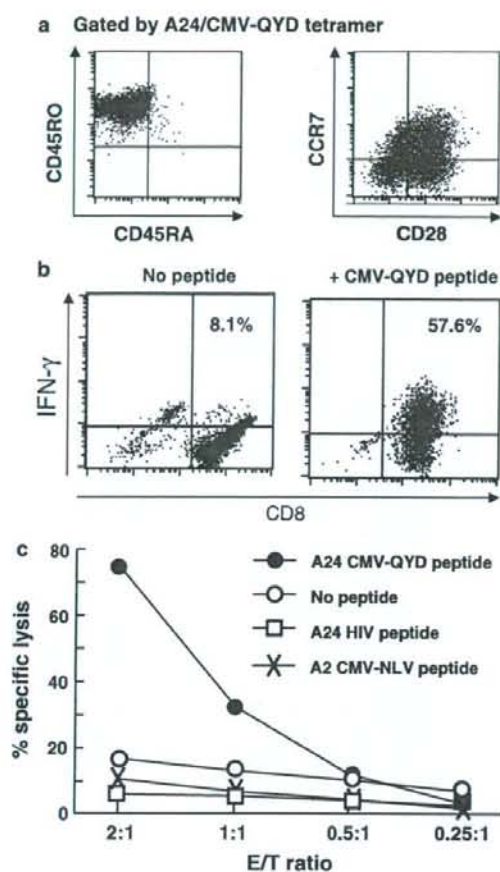 a Gated by A24/CMV-QYD tetramer
CD45RO
CD45RA
CCR7
CD28
b
No peptide
+ CMV-QYD peptide
IFN-γ
8.1%
57.6%
CD8
c
80
60
40
20
0
% specific lysis
A24 CMV-QYD peptide
No peptide
A24 HIV peptide
A2 CMV-NLV peptide
2:1 1:1 0.5:1 0.25:1
E/T ratio